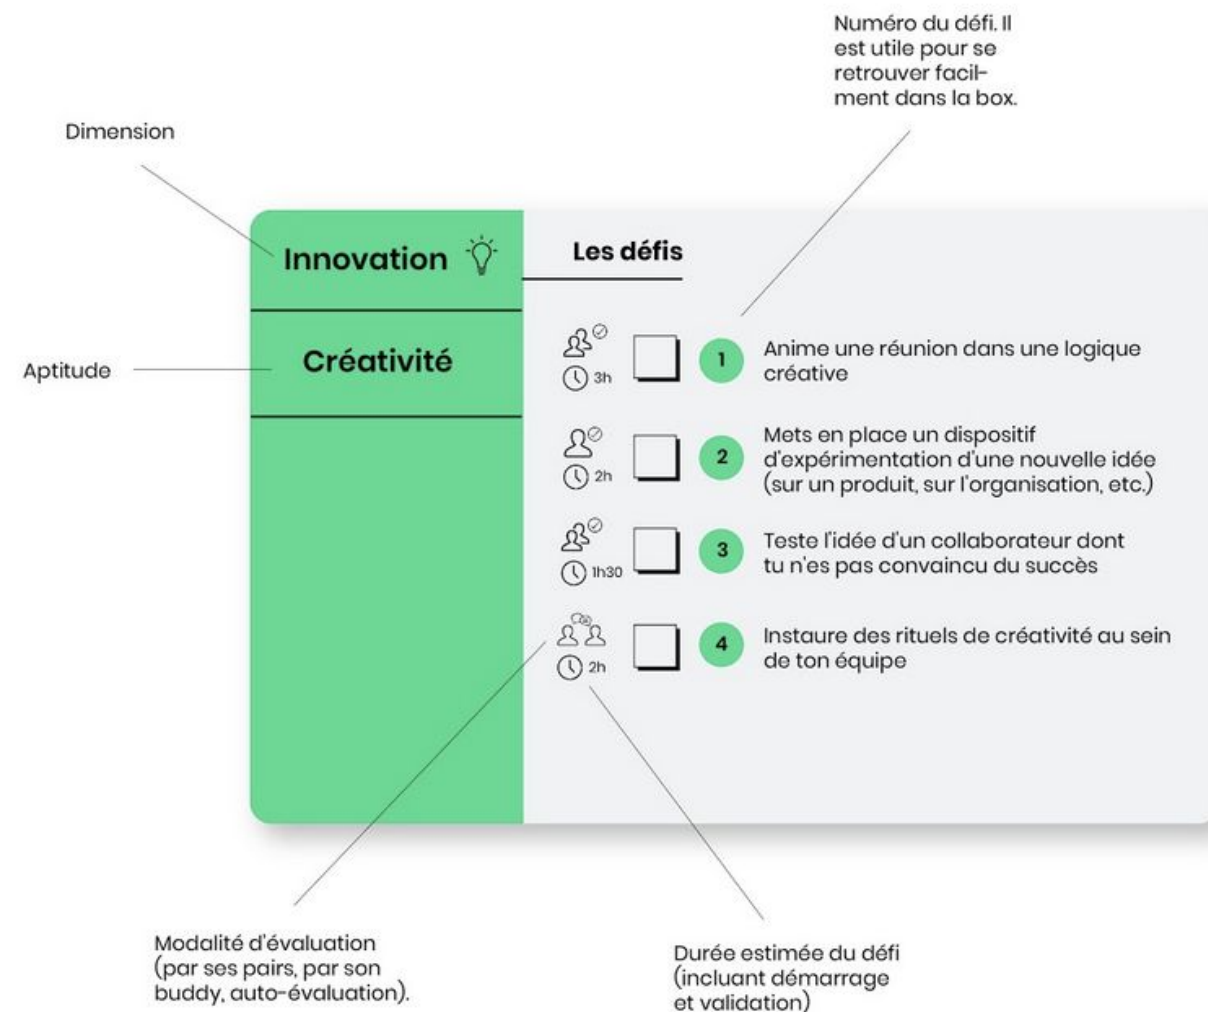 Numéro du défi. Il
est utile pour se
retrouver facil-
ment dans la box.
Dimension
Innovation
Les défis
Aptitude
Créativité
3h
1
Anime une réunion dans une logique
créative
2h
2
Mets en place un dispositif
d'expérimentation d'une nouvelle idée
(sur un produit, sur l'organisation, etc.)
1h30
3
Teste l'idée d'un collaborateur dont
tu n'es pas convaincu du succès
2h
4
Instaure des rituels de créativité au sein
de ton équipe
Modalité d'évaluation
(par ses pairs, par son
buddy, auto-évaluation).
Durée estimée du défi
(incluant démarrage
et validation)